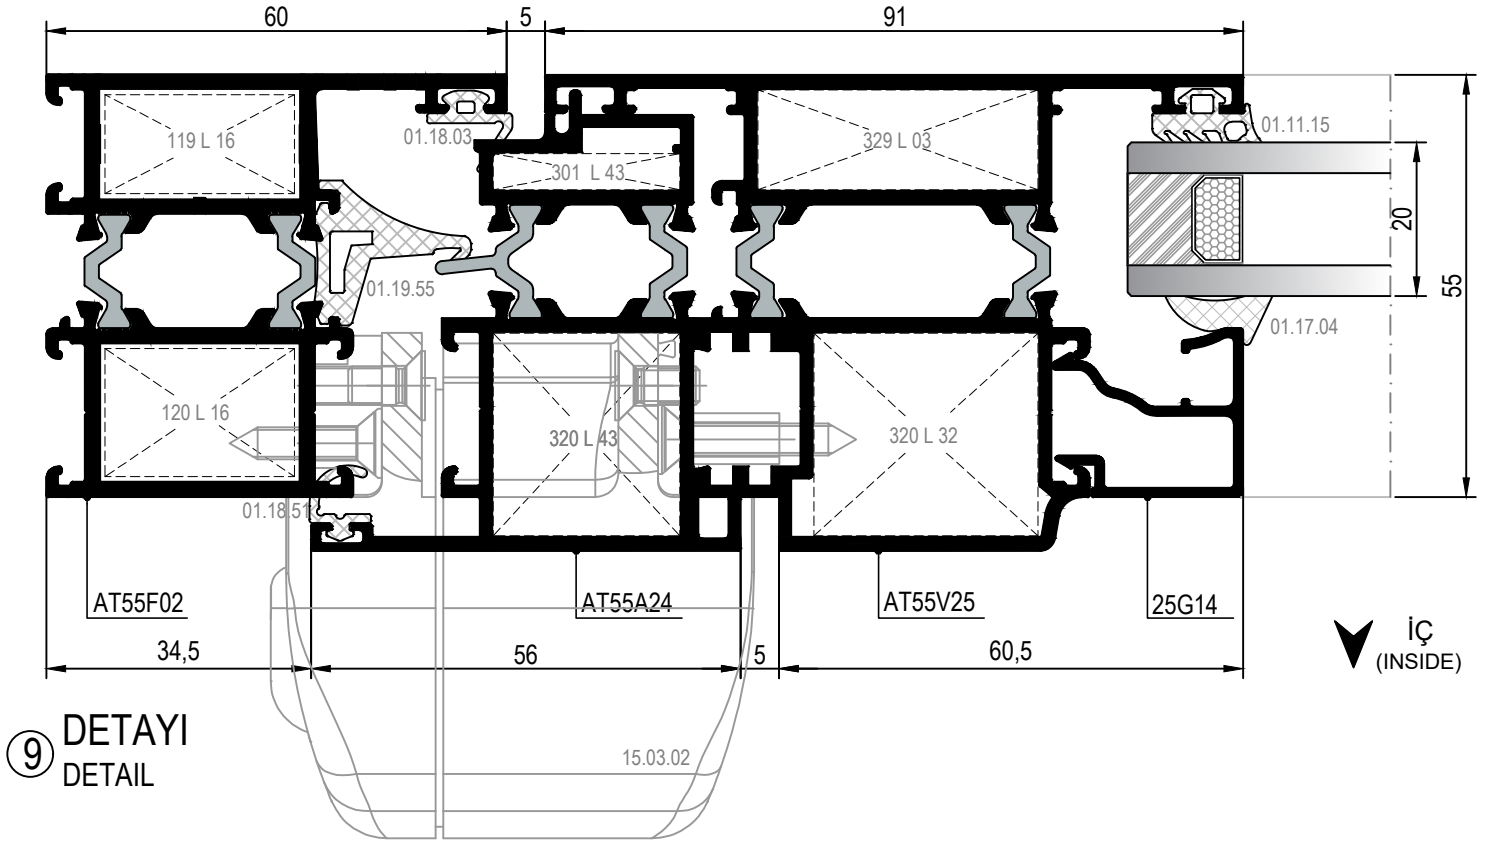 60
5
91
119 L 16
01.18.03
301 L 43
329 L 03
01.11.15
20
55
01.19.55
01.17.04
120 L 16
320 L 43
320 L 32
01.18.51
AT55F02
AT55A24
AT55V25
25G14
34,5
56
5
60,5
İÇ
(INSIDE)
9
DETAYI
DETAIL
15.03.02